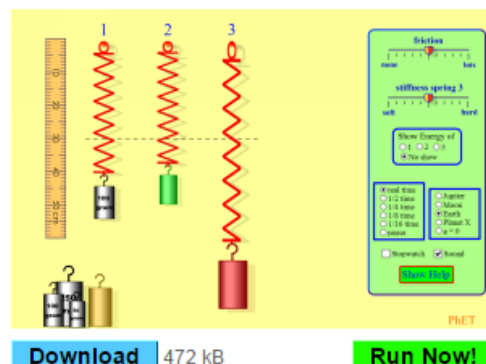 1 2 3
friction
none lots
stiffness spring 3
soft hard
Show Energy of
1 2 3
No show
real time
1/2 time
1/4 time
1/8 time
1/16 time
pause
Jupiter
Moon
Earth
Planet X
g = 0
Stopwatch Sound
Show Help
PhET
Download 472 kB Run Now!